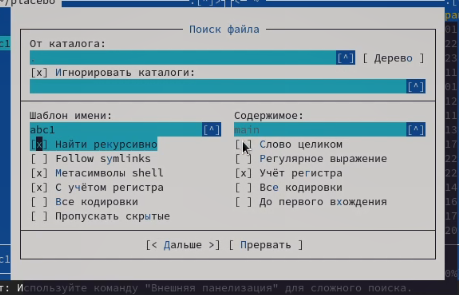 ~/placebo
Поиск файла
От каталога:
. [^] [ Дерево ]
[x] Игнорировать каталоги:
[^]
Шаблон имени: Содержимое:
abc1 [^] main [^]
[x] Найти рекурсивно [ ] Слово целиком
[ ] Follow symlinks [ ] Регулярное выражение
[x] Метасимволы shell [x] Учёт регистра
[x] С учётом регистра [ ] Все кодировки
[ ] Все кодировки [ ] До первого вхождения
[ ] Пропускать скрытые
[< Дальше >] [ Прервать ]
т: Используйте команду "Внешняя панелизация" для сложного поиска.